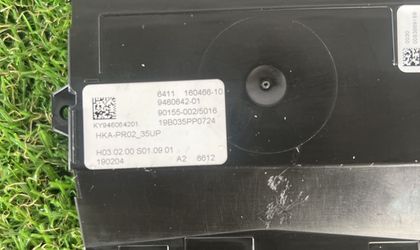 6411 160466-10
9460642-01
90155-002/5016
19B035PP0724
KY946064201
HKA-PR02_35UP
H03.02.00 S01.09.01
190204 A2 6612